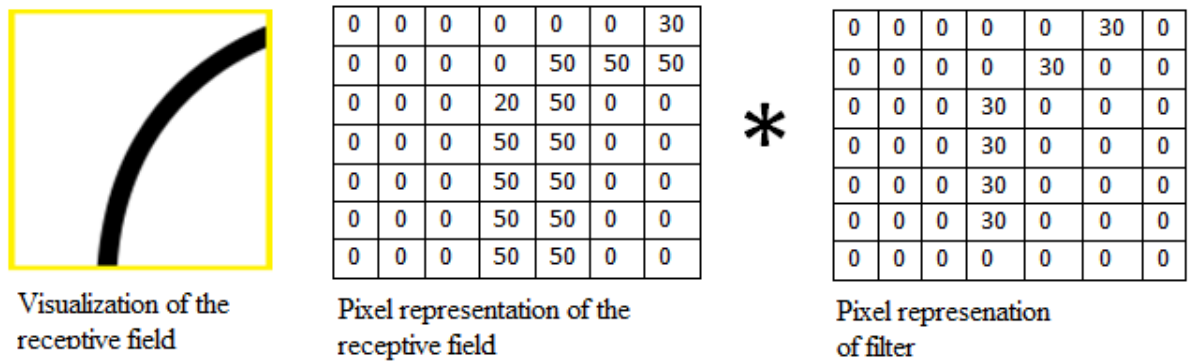 0 0 0 0 0 0 30
0 0 0 0 50 50 50
0 0 0 20 50 0 0
0 0 0 50 50 0 0
0 0 0 50 50 0 0
0 0 0 50 50 0 0
0 0 0 50 50 0 0
*
0 0 0 0 0 30 0
0 0 0 0 30 0 0
0 0 0 30 0 0 0
0 0 0 30 0 0 0
0 0 0 30 0 0 0
0 0 0 30 0 0 0
0 0 0 0 0 0 0
Visualization of the
receptive field
Pixel representation of the
receptive field
Pixel represenation
of filter